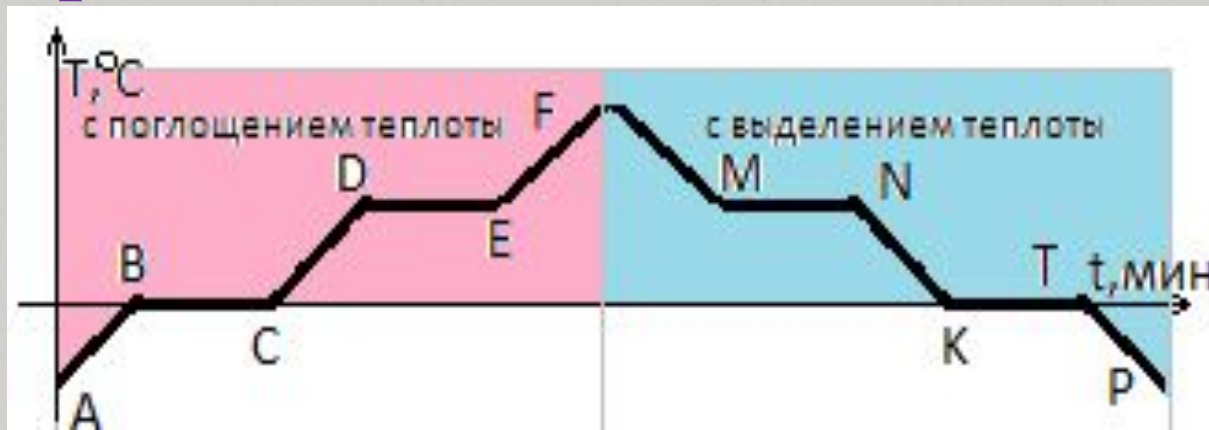 T,°C
с поглощением теплоты
F
с выделением теплоты
D
M
N
E
B
T
t,мин
C
K
P
A